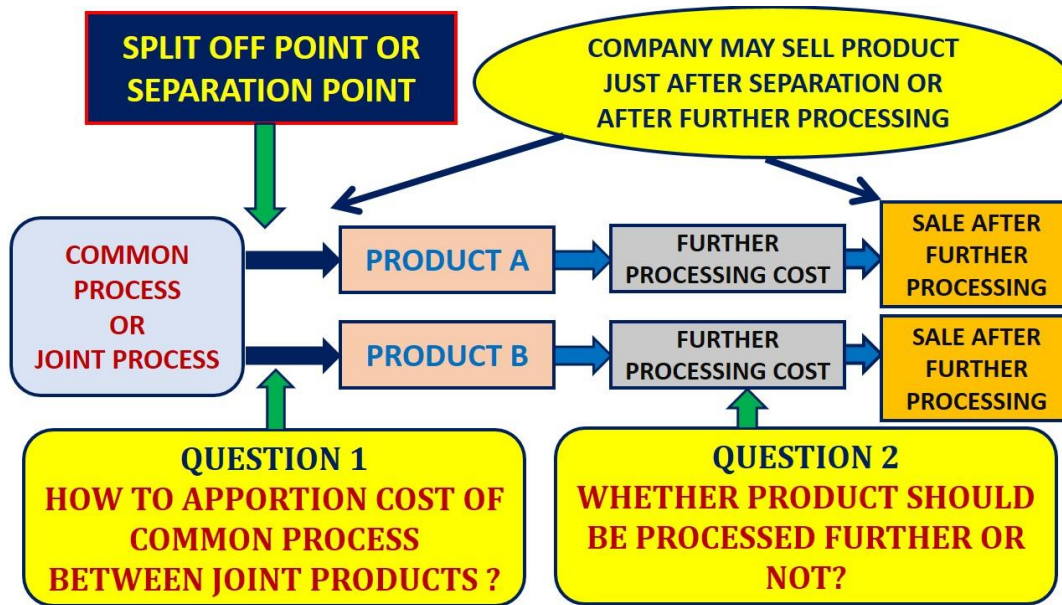 SPLIT OFF POINT OR
SEPARATION POINT
COMPANY MAY SELL PRODUCT
JUST AFTER SEPARATION OR
AFTER FURTHER PROCESSING
COMMON
PROCESS
OR
JOINT PROCESS
PRODUCT A
FURTHER
PROCESSING COST
SALE AFTER
FURTHER
PROCESSING
PRODUCT B
FURTHER
PROCESSING COST
SALE AFTER
FURTHER
PROCESSING
QUESTION 1
HOW TO APPORTION COST OF
COMMON PROCESS
BETWEEN JOINT PRODUCTS ?
QUESTION 2
WHETHER PRODUCT SHOULD
BE PROCESSED FURTHER OR
NOT?